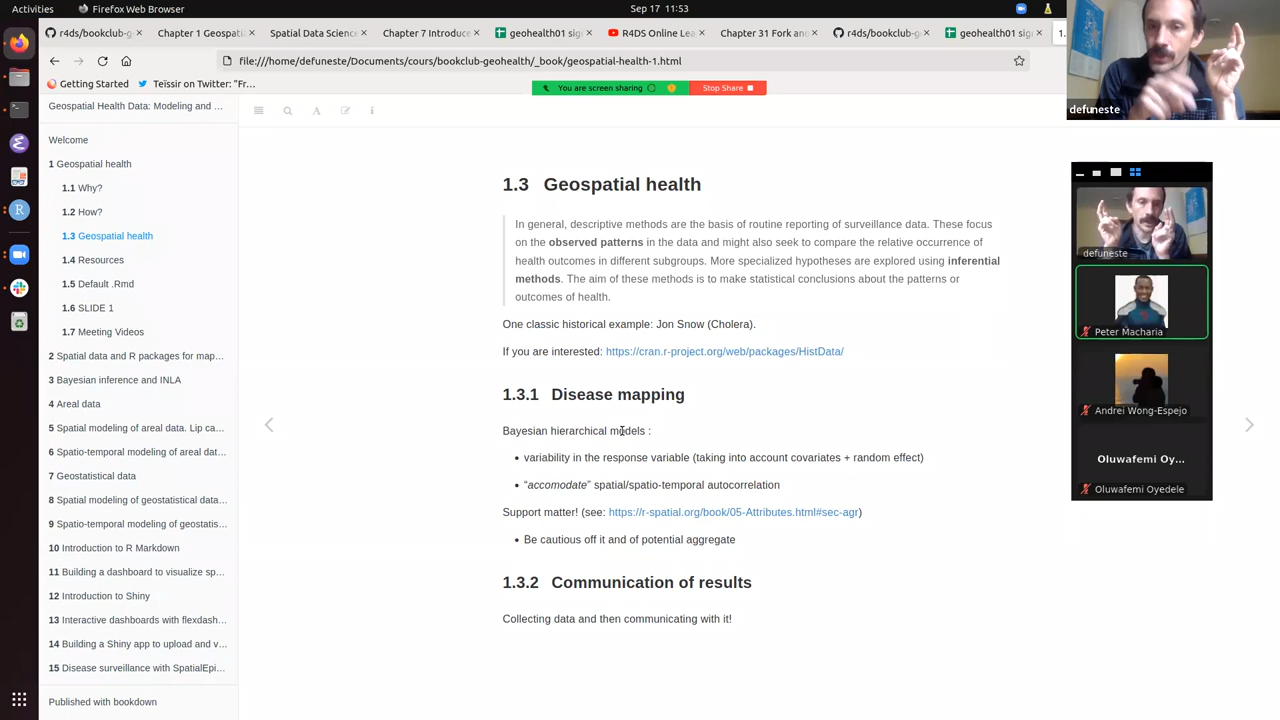 Activities
Firefox Web Browser
Sep 17 11:53
r4ds/bookclub-g
Chapter 1 Geospati
Spatial Data Science
Chapter 7 Introduce
geohealth01 sig
R4DS Online Lea
Chapter 31 Fork an
r4ds/bookclub-g
geohealth01 sig
1.
file:///home/defuneste/Documents/cours/bookclub-geohealth/_book/geospatial-health-1.html
Getting Started
Teïssir on Twitter: "Fr…
You are screen sharing
Stop Share
defuneste
Geospatial Health Data: Modeling and …
Welcome
1 Geospatial health
1.1 Why?
1.2 How?
1.3 Geospatial health
1.4 Resources
1.5 Default .Rmd
1.6 SLIDE 1
1.7 Meeting Videos
2 Spatial data and R packages for map…
3 Bayesian inference and INLA
4 Areal data
5 Spatial modeling of areal data. Lip ca…
6 Spatio-temporal modeling of areal dat…
7 Geostatistical data
8 Spatial modeling of geostatistical data…
9 Spatio-temporal modeling of geostatis…
10 Introduction to R Markdown
11 Building a dashboard to visualize sp…
12 Introduction to Shiny
13 Interactive dashboards with flexdash…
14 Building a Shiny app to upload and v…
15 Disease surveillance with SpatialEpi…
Published with bookdown
1.3 Geospatial health
In general, descriptive methods are the basis of routine reporting of surveillance data. These focus
on the observed patterns in the data and might also seek to compare the relative occurrence of
health outcomes in different subgroups. More specialized hypotheses are explored using inferential
methods. The aim of these methods is to make statistical conclusions about the patterns or
outcomes of health.
One classic historical example: Jon Snow (Cholera).
If you are interested: https://cran.r-project.org/web/packages/HistData/
1.3.1 Disease mapping
Bayesian hierarchical models :
• variability in the response variable (taking into account covariates + random effect)
• “accomodate” spatial/spatio-temporal autocorrelation
Support matter! (see: https://r-spatial.org/book/05-Attributes.html#sec-agr)
• Be cautious off it and of potential aggregate
1.3.2 Communication of results
Collecting data and then communicating with it!
defuneste
Peter Macharia
Andrei Wong-Espejo
Oluwafemi Oy...
Oluwafemi Oyedele